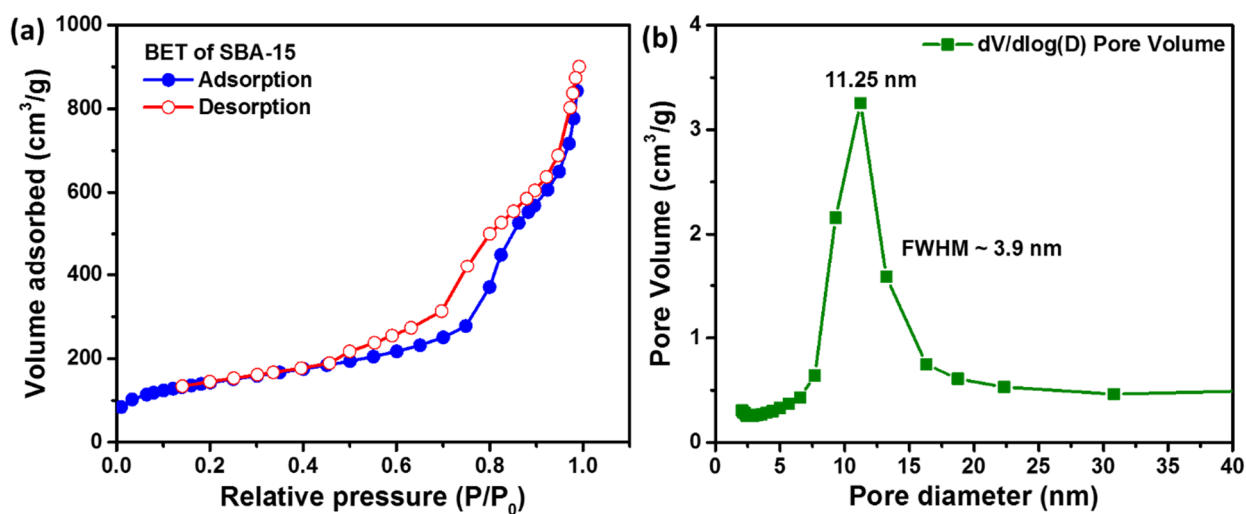 (a)
BET of SBA-15
Adsorption
Desorption
Volume adsorbed (cm³/g)
1000
800
600
400
200
0
0.0 0.2 0.4 0.6 0.8 1.0
Relative pressure (P/P₀)
(b)
dV/dlog(D) Pore Volume
11.25 nm
FWHM ~ 3.9 nm
Pore Volume (cm³/g)
4
3
2
1
0
0 5 10 15 20 25 30 35 40
Pore diameter (nm)